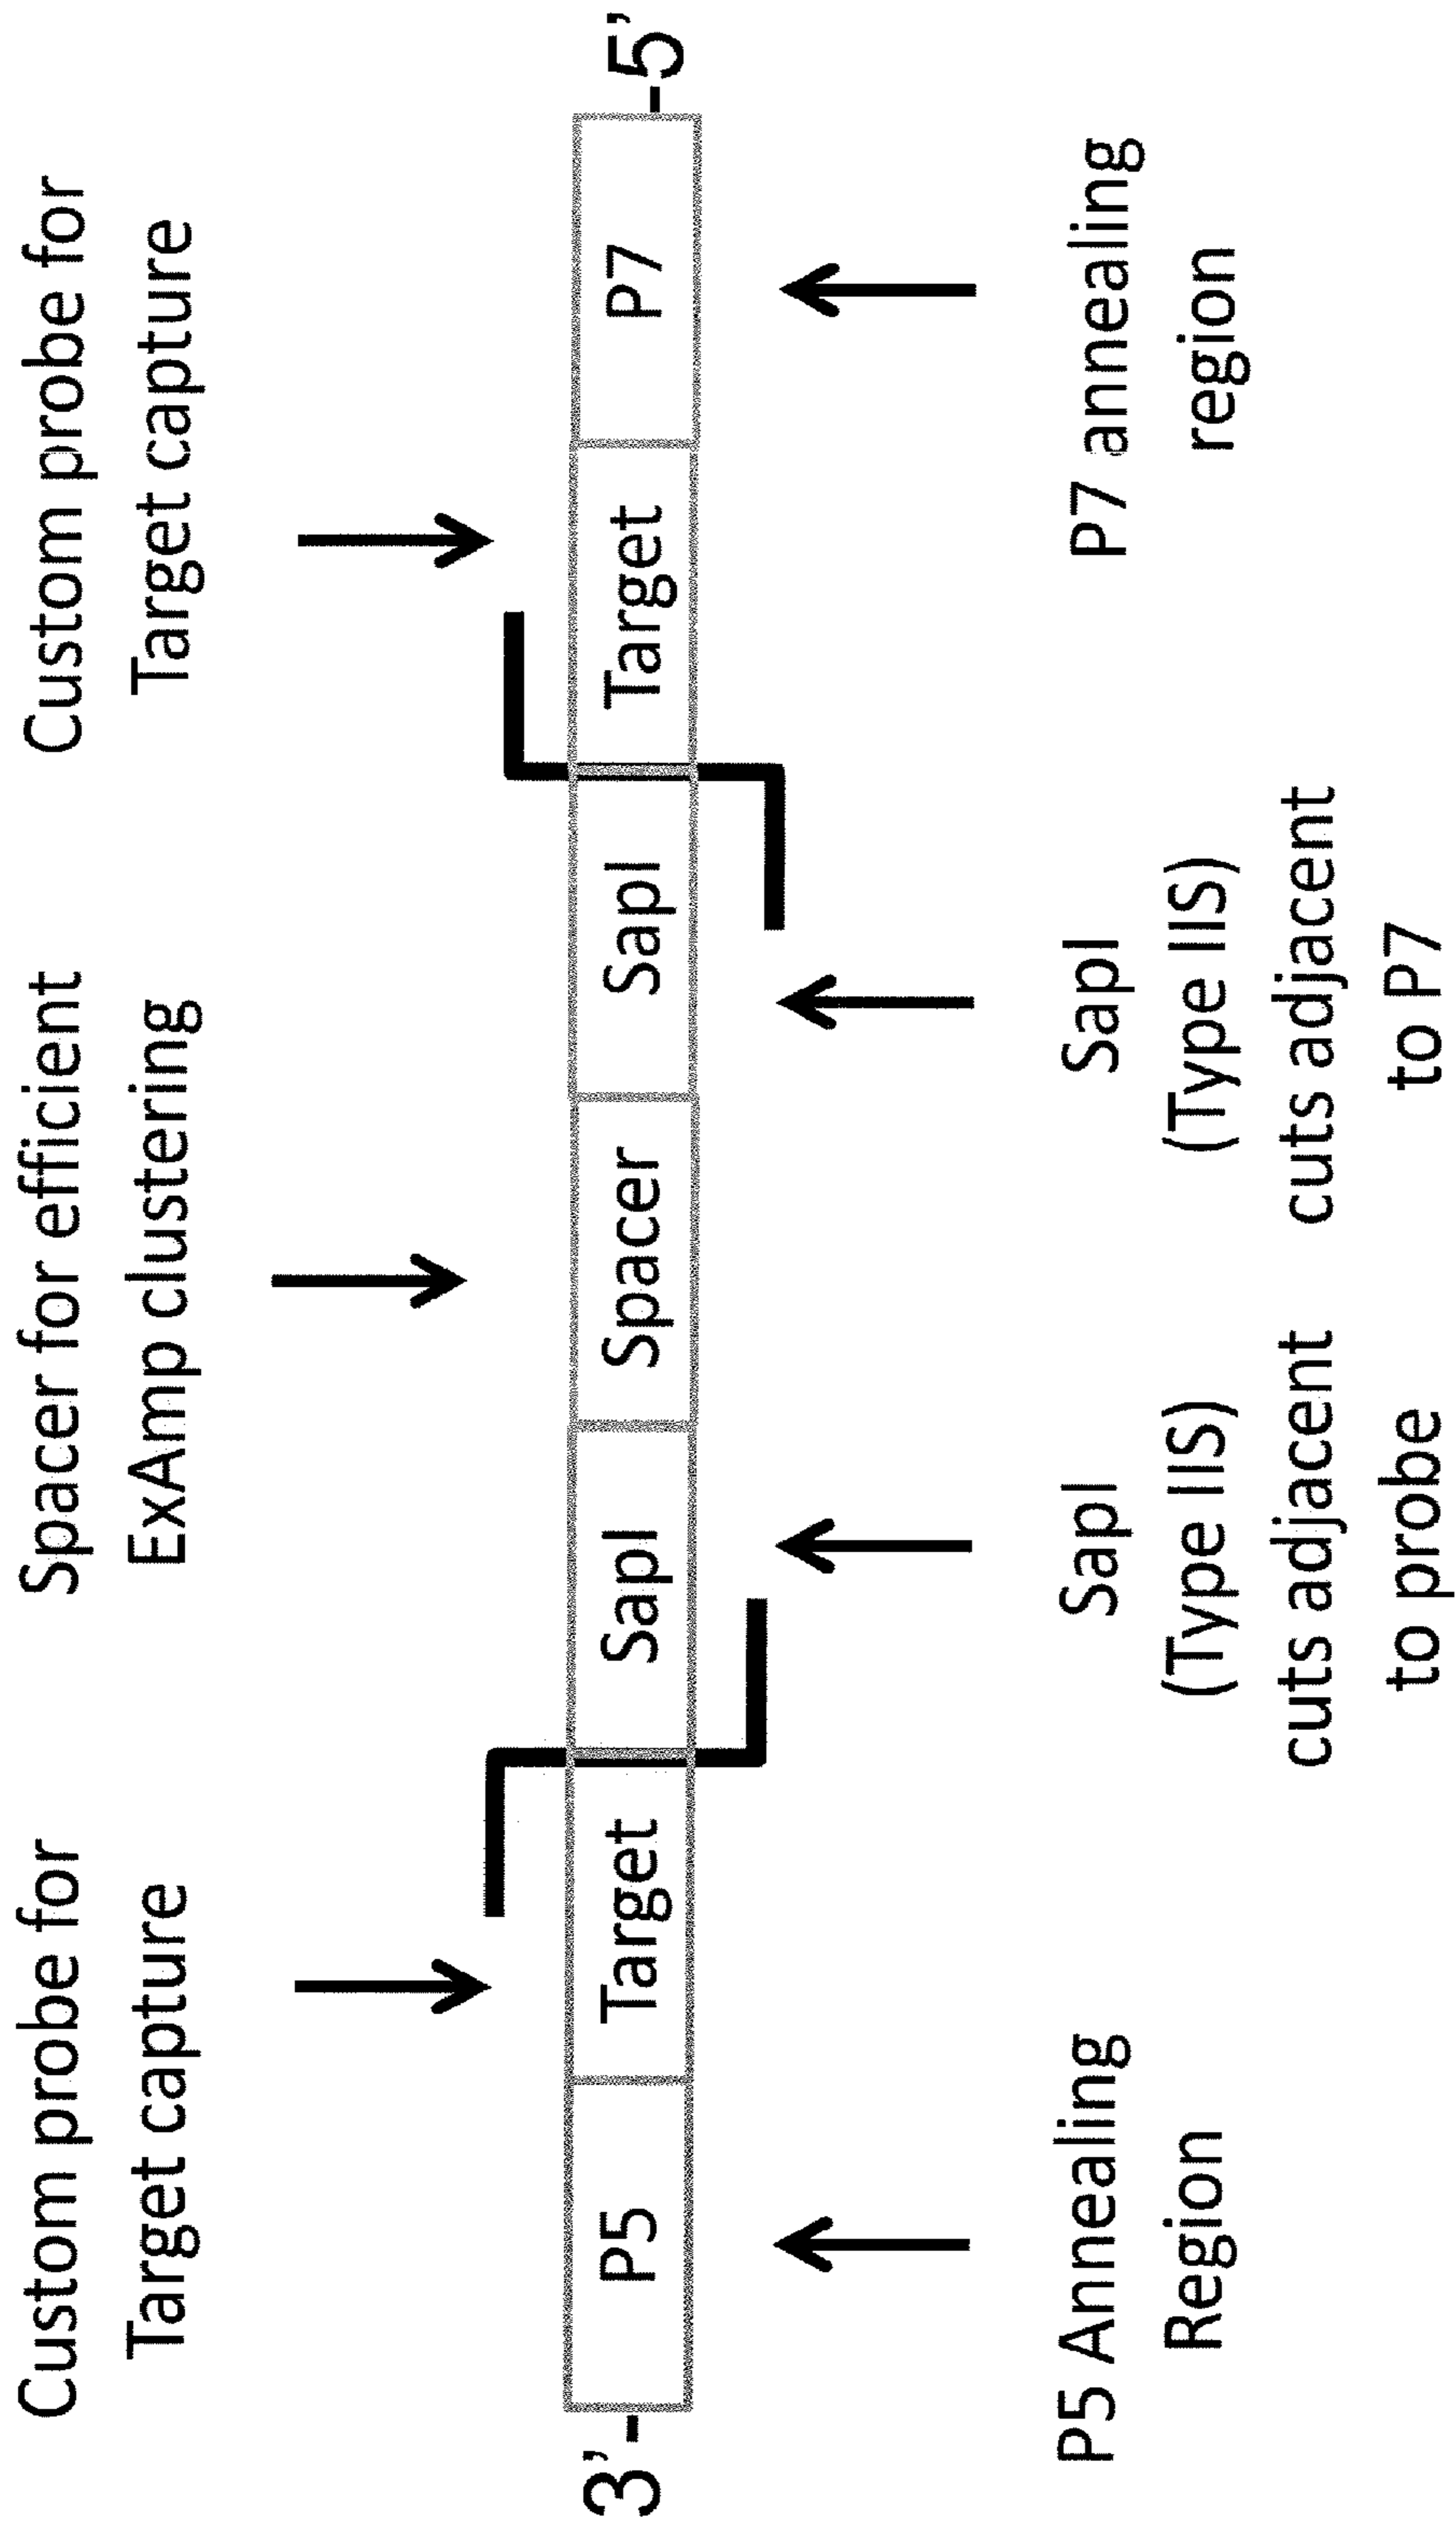 Custom probe for
Target capture
Spacer for efficient
ExAmp clustering
Custom probe for
Target capture
3’- P5 Target SapI Spacer SapI Target P7 -5’
P5 Annealing
Region
SapI
(Type IIS)
cuts adjacent
to probe
SapI
(Type IIS)
cuts adjacent
to P7
P7 annealing
region